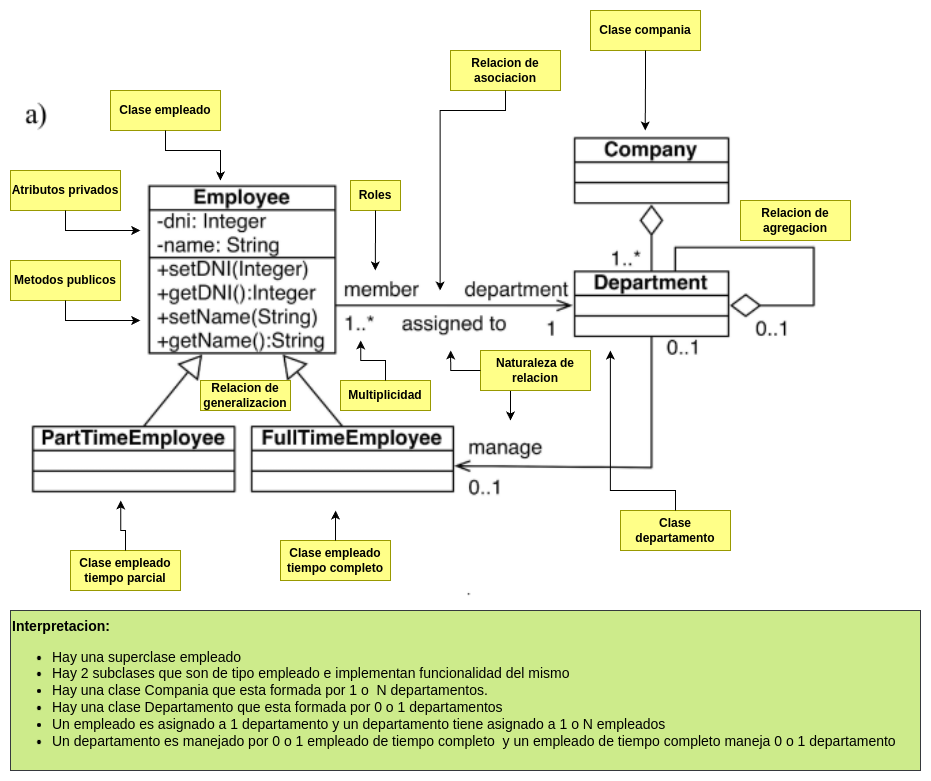 Clase compania
Relacion de
asociacion
a)
Clase empleado
Company
Atributos privados
Employee
Roles
Relacion de
agregacion
-dni: Integer
-name: String
1..*
Metodos publicos
+setDNI(Integer)
+getDNI():Integer
+setName(String)
+getName():String
member
department
Department
1..*
assigned to
1
0..1
0..1
Relacion de
generalizacion
Multiplicidad
Naturaleza de
relacion
PartTimeEmployee
FullTimeEmployee
manage
0..1
Clase
departamento
Clase empleado
tiempo parcial
Clase empleado
tiempo completo
Interpretacion:
• Hay una superclase empleado
• Hay 2 subclases que son de tipo empleado e implementan funcionalidad del mismo
• Hay una clase Compania que esta formada por 1 o N departamentos.
• Hay una clase Departamento que esta formada por 0 o 1 departamentos
• Un empleado es asignado a 1 departamento y un departamento tiene asignado a 1 o N empleados
• Un departamento es manejado por 0 o 1 empleado de tiempo completo y un empleado de tiempo completo maneja 0 o 1 departamento